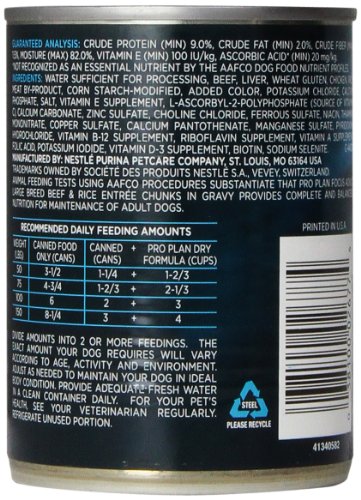 GUARANTEED ANALYSIS: CRUDE PROTEIN (MIN) 9.0%, CRUDE FAT (MIN) 2.0%, CRUDE FIBER
1.5%, MOISTURE (MAX) 82.0%, VITAMIN E (MIN) 100 IU/kg, ASCORBIC ACID* (MIN) 20 mg/kg
*NOT RECOGNIZED AS AN ESSENTIAL NUTRIENT BY THE AAFCO DOG FOOD NUTRIENT PROFILES.
INGREDIENTS: WATER SUFFICIENT FOR PROCESSING, BEEF, LIVER, WHEAT GLUTEN, CHICKEN,
MEAT BY-PRODUCT, CORN STARCH-MODIFIED, ADDED COLOR, POTASSIUM CHLORIDE,
PHOSPHATE, SALT, VITAMIN E SUPPLEMENT, L-ASCORBYL-2-POLYPHOSPHATE (SOURCE OF VITAMIN
C), CALCIUM CARBONATE, ZINC SULFATE, CHOLINE CHLORIDE, FERROUS SULFATE, NIACIN, THIAMINE
MONONITRATE, COPPER SULFATE, CALCIUM PANTOTHENATE, MANGANESE SULFATE, PYRIDOXINE
HYDROCHLORIDE, VITAMIN B-12 SUPPLEMENT, RIBOFLAVIN SUPPLEMENT, VITAMIN A SUPPLEMENT,
FOLIC ACID, POTASSIUM IODIDE, VITAMIN D-3 SUPPLEMENT, BIOTIN, SODIUM SELENITE.
MANUFACTURED BY: NESTLÉ PURINA PETCARE COMPANY, ST. LOUIS, MO 63164 USA
TRADEMARKS OWNED BY SOCIÉTÉ DES PRODUITS NESTLÉ S.A., VEVEY, SWITZERLAND.
ANIMAL FEEDING TESTS USING AAFCO PROCEDURES SUBSTANTIATE THAT PRO PLAN FOCUS ADULT
LARGE BREED BEEF & RICE ENTRÉE CHUNKS IN GRAVY PROVIDES COMPLETE AND BALANCED
NUTRITION FOR MAINTENANCE OF ADULT DOGS.
RECOMMENDED DAILY FEEDING AMOUNTS
WEIGHT (LBS) CANNED FOOD ONLY (CANS) CANNED (CANS) + PRO PLAN DRY FORMULA (CUPS)
50 3-1/2 1-1/4 + 1-2/3
75 4-3/4 1-2/3 + 2-1/3
100 6 2 + 3
150 8-1/4 3 + 4
DIVIDE AMOUNTS INTO 2 OR MORE FEEDINGS. THE
EXACT AMOUNT YOUR DOG REQUIRES WILL VARY
ACCORDING TO AGE, ACTIVITY AND ENVIRONMENT.
ADJUST AS NEEDED TO MAINTAIN YOUR DOG IN IDEAL
BODY CONDITION. PROVIDE ADEQUATE FRESH WATER
IN A CLEAN CONTAINER DAILY. FOR YOUR PET'S
HEALTH, SEE YOUR VETERINARIAN REGULARLY.
REFRIGERATE UNUSED PORTION.
PRINTED IN U.S.A.
STEEL
PLEASE RECYCLE
41340582